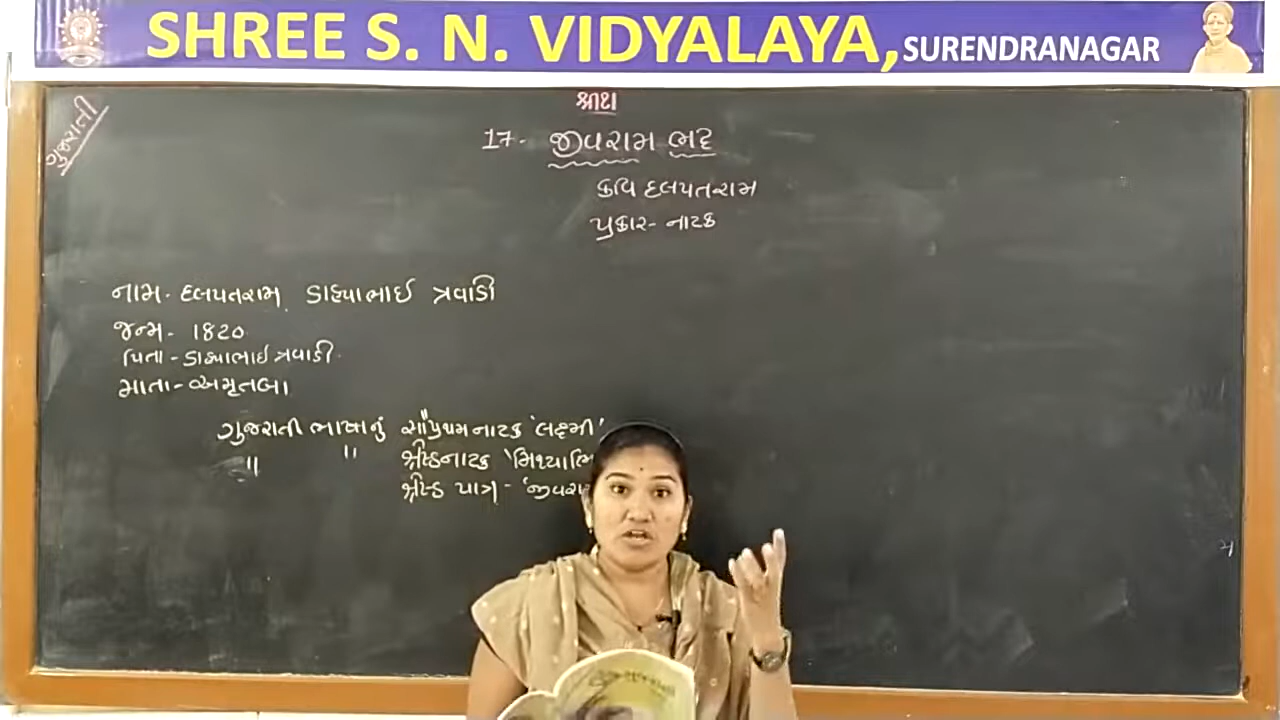 SHREE S. N. VIDYALAYA, SURENDRANAGAR
ગુજરાતી
શ્રીથા
17- જીવરામ ભટ્ટ
કવિ દલપતરામ
પ્રકાર- નાટક
નામ- દલપતરામ ડાહ્યાભાઈ ત્રવાડી
જન્મ- 1820
પિતા - ડાહ્યાભાઈ ત્રવાડી
માતા - અમૃતબા
ગુજરાતી ભાષાનું સૌપ્રથમ નાટક 'લક્ષ્મી'
" " શ્રેષ્ઠ નાટક 'મિથ્યાભિ
શ્રેષ્ઠ પાત્ર - 'જીવરા